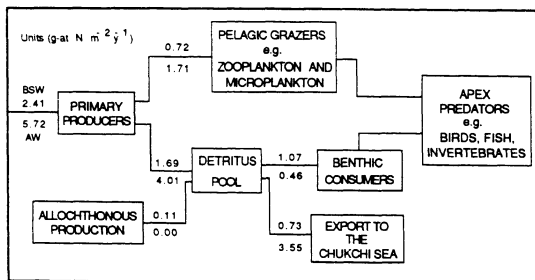 Units (g-at N m⁻² y⁻¹)
BSW
2.41
5.72
AW
PRIMARY
PRODUCERS
0.72
1.71
PELAGIC GRAZERS
e.g.
ZOOPLANKTON AND
MICROPLANKTON
APEX
PREDATORS
e.g.
BIRDS, FISH,
INVERTEBRATES
1.69
4.01
DETRITUS
POOL
1.07
0.46
BENTHIC
CONSUMERS
ALLOCHTHONOUS
PRODUCTION
0.11
0.00
0.73
3.55
EXPORT TO
THE
CHUKCHI SEA